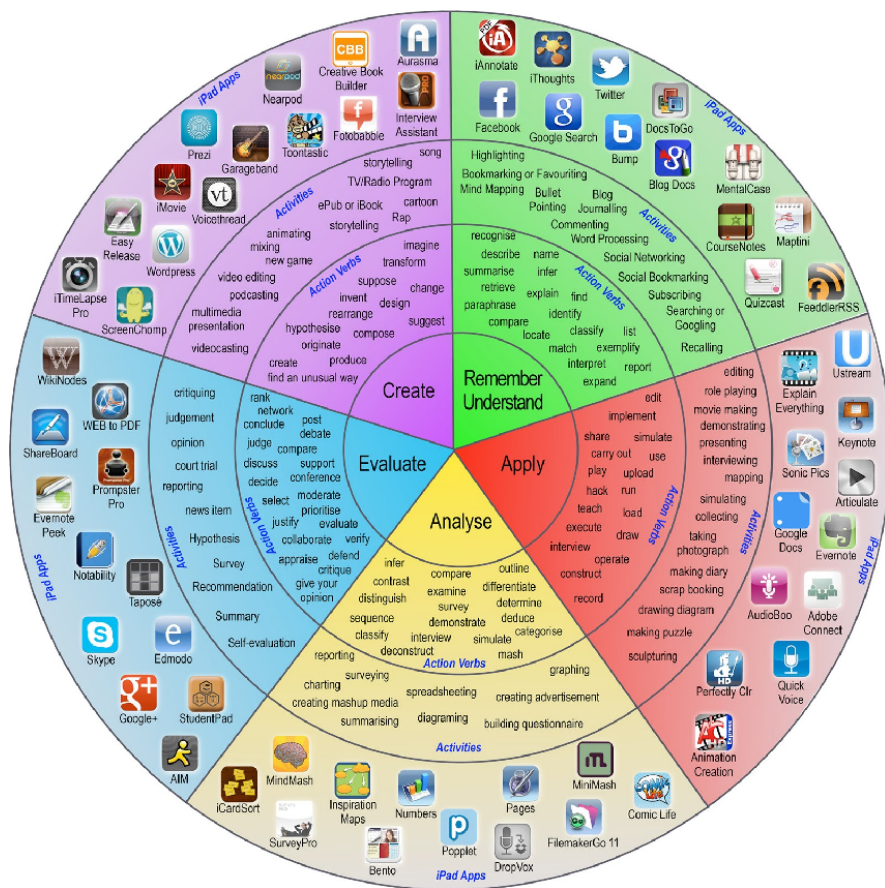 Create
imagine
transform
suppose
change
invent
design
rearrange
suggest
hypothesise
compose
originate
create
produce
find an unusual way
Action Verbs
song
storytelling
TV/Radio Program
cartoon
ePub or iBook
Rap
storytelling
animating
mixing
new game
video editing
podcasting
multimedia
presentation
videocasting
Activities
iPad Apps
CBB
Creative Book
Builder
Aurasma
nearpod
Nearpod
PRO
Interview
Assistant
Fotobabble
Toontastic
Garageband
Prezi
iMovie
vt
Voicethread
Easy
Release
Wordpress
iTimeLapse
Pro
ScreenChomp
Remember
Understand
recognise
describe
name
summarise
infer
retrieve
explain
find
paraphrase
identify
compare
classify
list
locate
exemplify
match
interpret
report
expand
Action Verbs
Highlighting
Bookmarking or Favouriting
Mind Mapping
Bullet
Pointing
Blog
Journalling
Commenting
Word Processing
Social Networking
Social Bookmarking
Subscribing
Searching or
Googling
Recalling
Activities
iPad Apps
PDF
iA
iAnnotate
iThoughts
Twitter
DocsToGo
Facebook
Google Search
Bump
Blog Docs
MentalCase
CourseNotes
Maptini
Quizcast
FeeddlerRSS
Apply
edit
implement
share
simulate
carry out
use
play
upload
hack
run
teach
load
execute
draw
interview
operate
construct
record
Action Verbs
editing
role playing
movie making
demonstrating
presenting
interviewing
mapping
simulating
collecting
taking
photograph
making diary
scrap booking
drawing diagram
making puzzle
sculpturing
Activities
iPad Apps
Ustream
Explain
Everything
Keynote
Sonic Pics
Articulate
Google
Docs
Evernote
AudioBoo
Adobe
Connect
HD
Perfectly Clr
Quick
Voice
Animation
Creation
Analyse
infer
compare
outline
contrast
examine
differentiate
distinguish
survey
determine
sequence
demonstrate
deduce
classify
interview
simulate
categorise
deconstruct
mash
Action Verbs
reporting
surveying
graphing
charting
spreadsheeting
creating advertisement
creating mashup media
summarising
diagraming
building questionnaire
Activities
iPad Apps
MindMash
iCardSort
SurveyPro
Inspiration
Maps
Numbers
Bento
Popplet
Pages
DropVox
MiniMash
FilemakerGo 11
Comic Life
Evaluate
rank
network
post
conclude
debate
judge
compare
discuss
support
decide
conference
select
moderate
prioritise
justify
evaluate
collaborate
verify
appraise
defend
critique
give your
opinion
Action Verbs
critiquing
judgement
opinion
court trial
reporting
news item
Hypothesis
Survey
Recommendation
Summary
Self-evaluation
Activities
iPad Apps
WikiNodes
WEB to PDF
ShareBoard
Prompster
Pro
Evernote
Peek
Notability
Taposé
Skype
Edmodo
Google+
StudentPad
AIM